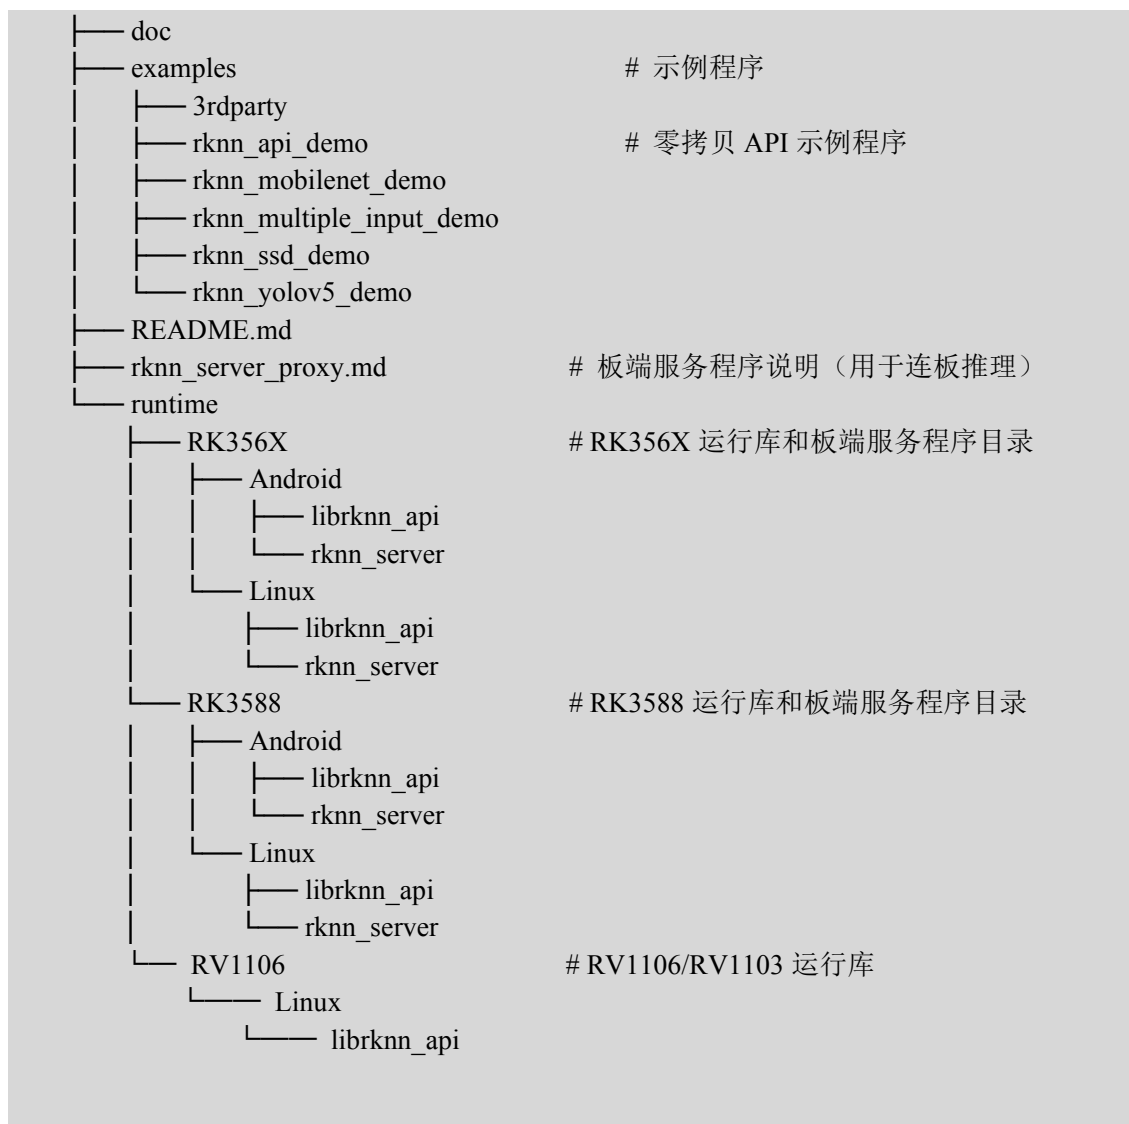 ├── doc
├── examples # 示例程序
│ ├── 3rdparty
│ ├── rknn_api_demo # 零拷贝 API 示例程序
│ ├── rknn_mobilenet_demo
│ ├── rknn_multiple_input_demo
│ ├── rknn_ssd_demo
│ └── rknn_yolov5_demo
├── README.md
├── rknn_server_proxy.md # 板端服务程序说明（用于连板推理）
└── runtime
├── RK356X # RK356X 运行库和板端服务程序目录
│ ├── Android
│ │ ├── librknn_api
│ │ └── rknn_server
│ └── Linux
│ ├── librknn_api
│ └── rknn_server
└── RK3588 # RK3588 运行库和板端服务程序目录
│ ├── Android
│ │ ├── librknn_api
│ │ └── rknn_server
│ └── Linux
│ ├── librknn_api
│ └── rknn_server
└── RV1106 # RV1106/RV1103 运行库
└── Linux
└── librknn_api